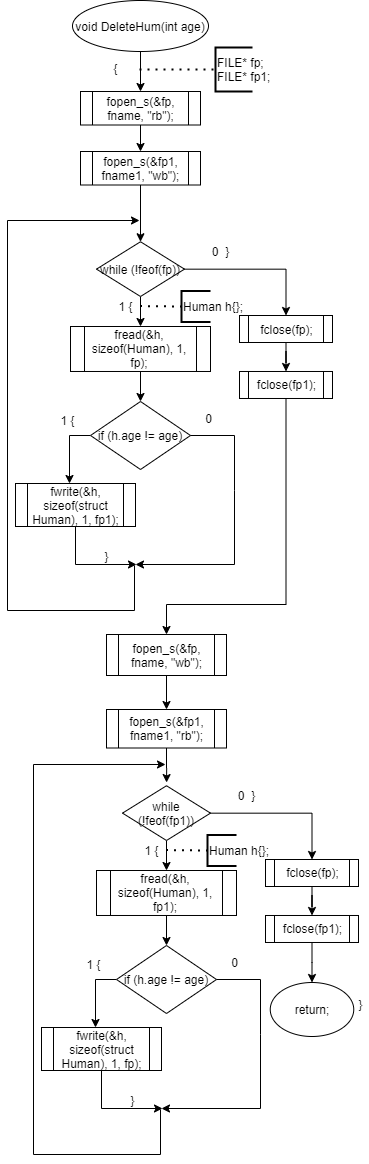 void DeleteHum(int age)
{
FILE* fp;
FILE* fp1;
fopen_s(&fp,
fname, "rb");
fopen_s(&fp1,
fname1, "wb");
while (!feof(fp))
0 }
1 {
Human h{};
fread(&h,
sizeof(Human), 1,
fp);
fclose(fp);
fclose(fp1);
if (h.age != age)
1 {
0
fwrite(&h,
sizeof(struct
Human), 1, fp1);
}
fopen_s(&fp,
fname, "wb");
fopen_s(&fp1,
fname1, "rb");
while
(!feof(fp1))
0 }
1 {
Human h{};
fread(&h,
sizeof(Human), 1,
fp1);
fclose(fp);
fclose(fp1);
if (h.age != age)
1 {
0
return;
}
fwrite(&h,
sizeof(struct
Human), 1, fp);
}